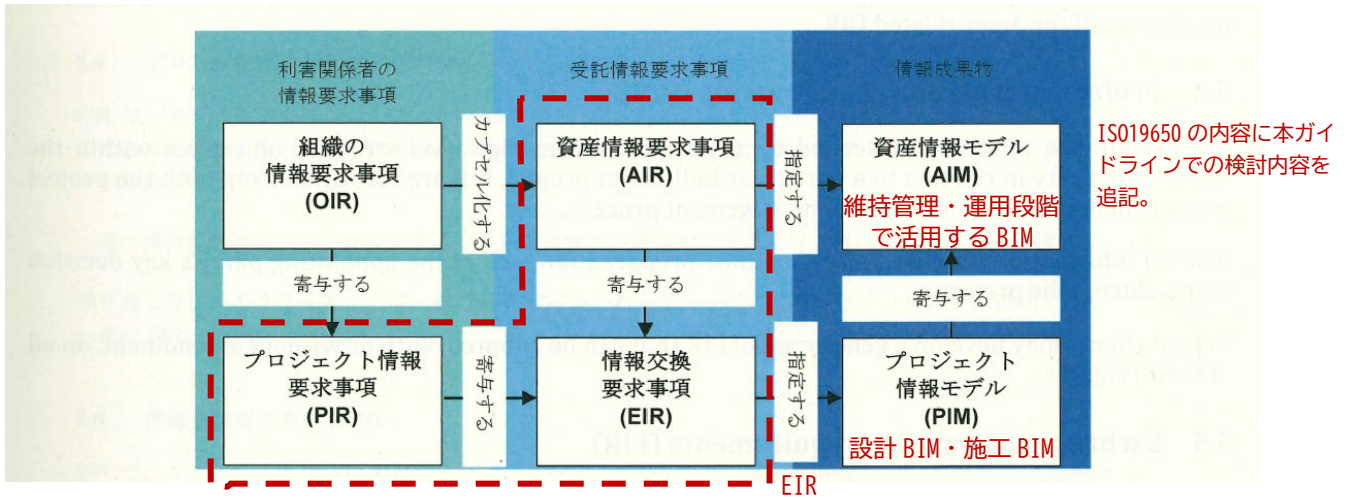 利害関係者の
情報要求事項
受託情報要求事項
情報成果物
組織の
情報要求事項
(OIR)
カプセル化する
資産情報要求事項
(AIR)
指定する
資産情報モデル
(AIM)
維持管理・運用段階
で活用する BIM
ISO19650 の内容に本ガイ
ドラインでの検討内容を
追記。
寄与する
寄与する
寄与する
プロジェクト情報
要求事項
(PIR)
寄与する
情報交換
要求事項
(EIR)
指定する
プロジェクト
情報モデル
(PIM)
設計 BIM・施工 BIM
EIR